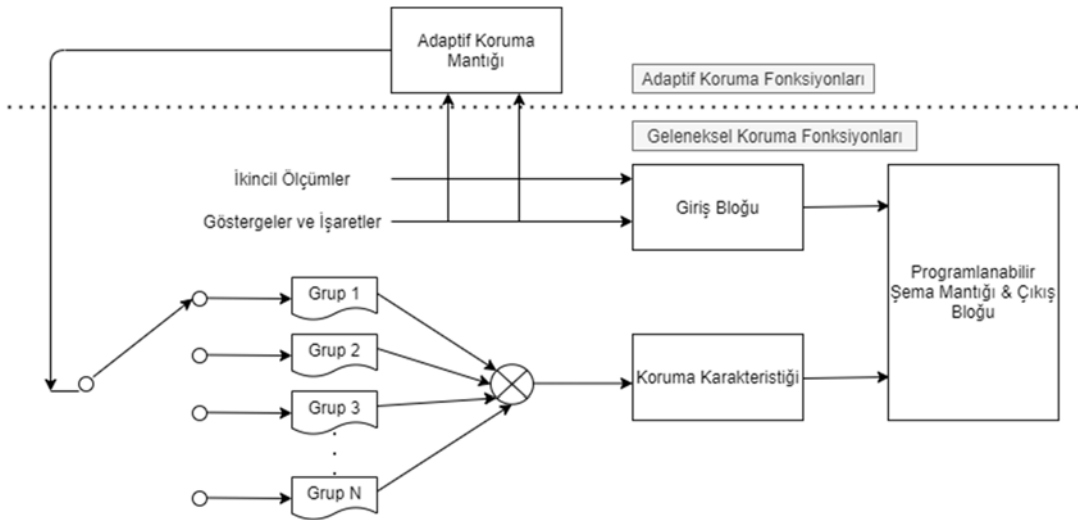 Adaptif Koruma
Mantığı
Adaptif Koruma Fonksiyonları
Geleneksel Koruma Fonksiyonları
İkincil Ölçümler
Göstergeler ve İşaretler
Giriş Bloğu
Programlanabilir
Şema Mantığı & Çıkış
Bloğu
Grup 1
Grup 2
Grup 3
Grup N
Koruma Karakteristiği